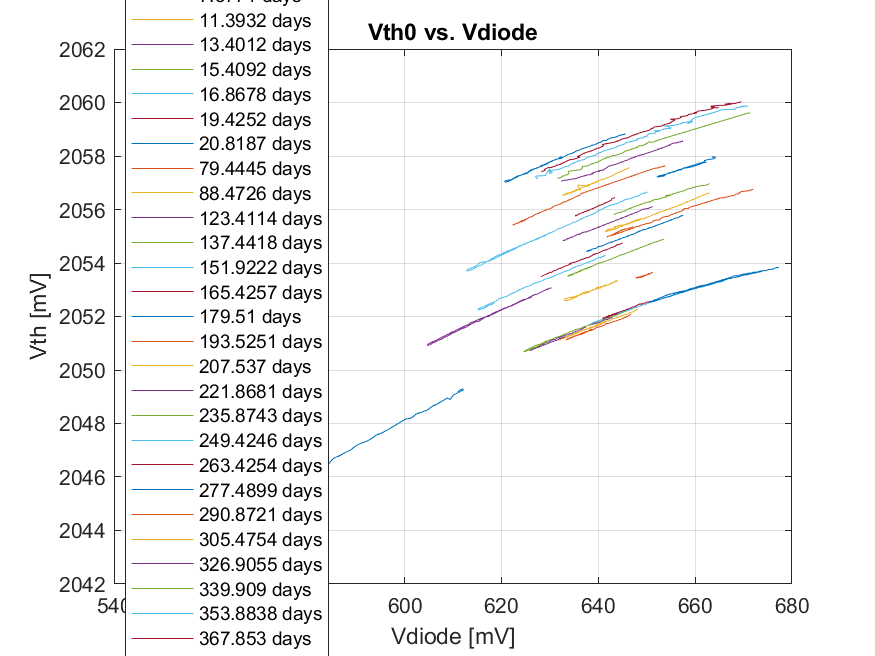 Vth0 vs. Vdiode
11.3932 days
13.4012 days
15.4092 days
16.8678 days
19.4252 days
20.8187 days
79.4445 days
88.4726 days
123.4114 days
137.4418 days
151.9222 days
165.4257 days
179.51 days
193.5251 days
207.537 days
221.8681 days
235.8743 days
249.4246 days
263.4254 days
277.4899 days
290.8721 days
305.4754 days
326.9055 days
339.909 days
353.8838 days
367.853 days
2062
2060
2058
2056
2054
2052
2050
2048
2046
2044
2042
Vth [mV]
540
600
620
640
660
680
Vdiode [mV]